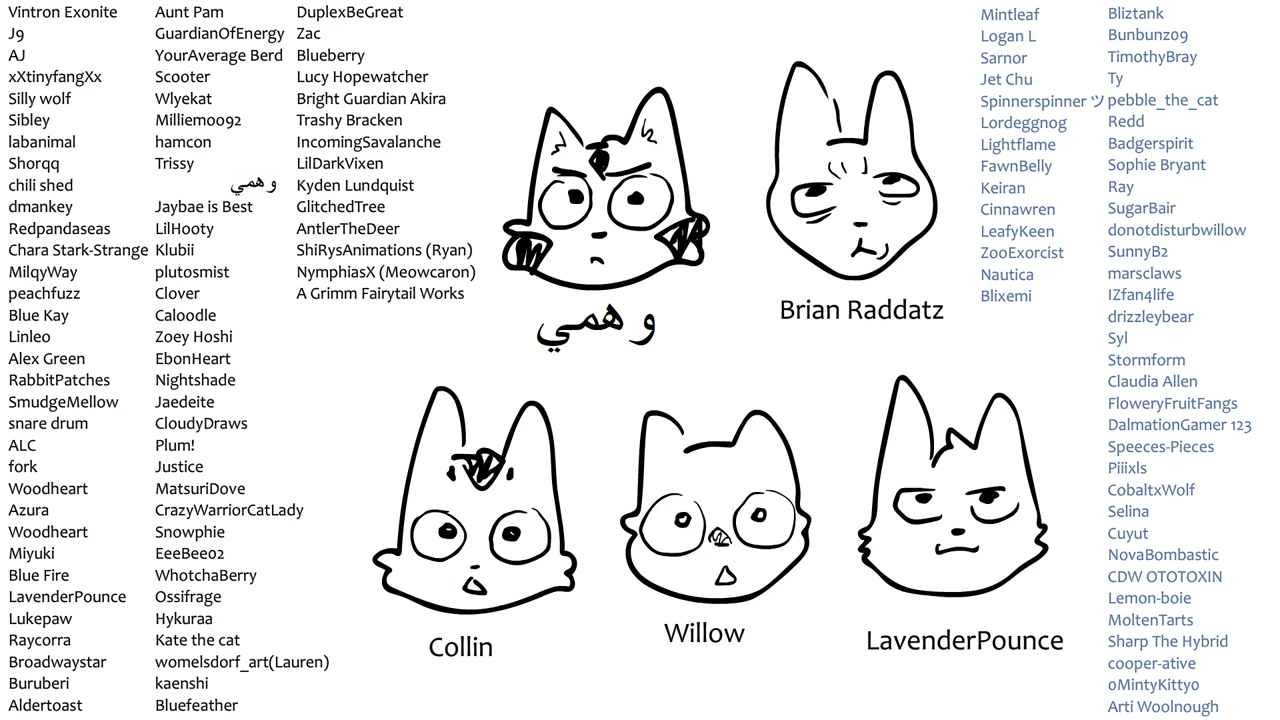 Vintron Exonite
J9
AJ
xXtinyfangXx
Silly wolf
Sibley
labanimal
Shorqq
chili shed
dmankey
Redpandaseas
Chara Stark-Strange
MilqyWay
peachfuzz
Blue Kay
Linleo
Alex Green
RabbitPatches
SmudgeMellow
snare drum
ALC
fork
Woodheart
Azura
Woodheart
Miyuki
Blue Fire
LavenderPounce
Lukepaw
Raycorra
Broadwaystar
Buruberi
Aldertoast
Aunt Pam
GuardianOfEnergy
YourAverage Berd
Scooter
Wlyekat
Milliemoo92
hamcon
Trissy
وهمي
Jaybae is Best
LilHooty
Klubii
plutosmist
Clover
Caloodle
Zoey Hoshi
EbonHeart
Nightshade
Jaedeite
CloudyDraws
Plum!
Justice
MatsuriDove
CrazyWarriorCatLady
Snowphie
EeeBee02
WhotchaBerry
Ossifrage
Hykuraa
Kate the cat
womelsdorf_art(Lauren)
kaenshi
Bluefeather
DuplexBeGreat
Zac
Blueberry
Lucy Hopewatcher
Bright Guardian Akira
Trashy Bracken
IncomingSavalanche
LilDarkVixen
Kyden Lundquist
GlitchedTree
AntlerTheDeer
ShiRysAnimations (Ryan)
NymphiasX (Meowcaron)
A Grimm Fairytail Works
وهمي
Brian Raddatz
Collin
Willow
LavenderPounce
Mintleaf
Logan L
Sarnor
Jet Chu
Spinnerspinner ツ
Lordeggnog
Lightflame
FawnBelly
Keiran
Cinnawren
LeafyKeen
ZooExorcist
Nautica
Blixemi
Bliztank
Bunbunz09
TimothyBray
Ty
pebble_the_cat
Redd
Badgerspirit
Sophie Bryant
Ray
SugarBair
donotdisturbwillow
SunnyB2
marsclaws
IZfan4life
drizzleybear
Syl
Stormform
Claudia Allen
FloweryFruitFangs
DalmationGamer 123
Speeces-Pieces
Piiixls
CobaltxWolf
Selina
Cuyut
NovaBombastic
CDW OTOTOXIN
Lemon-boie
MoltenTarts
Sharp The Hybrid
cooper-ative
0MintyKitty0
Arti Woolnough